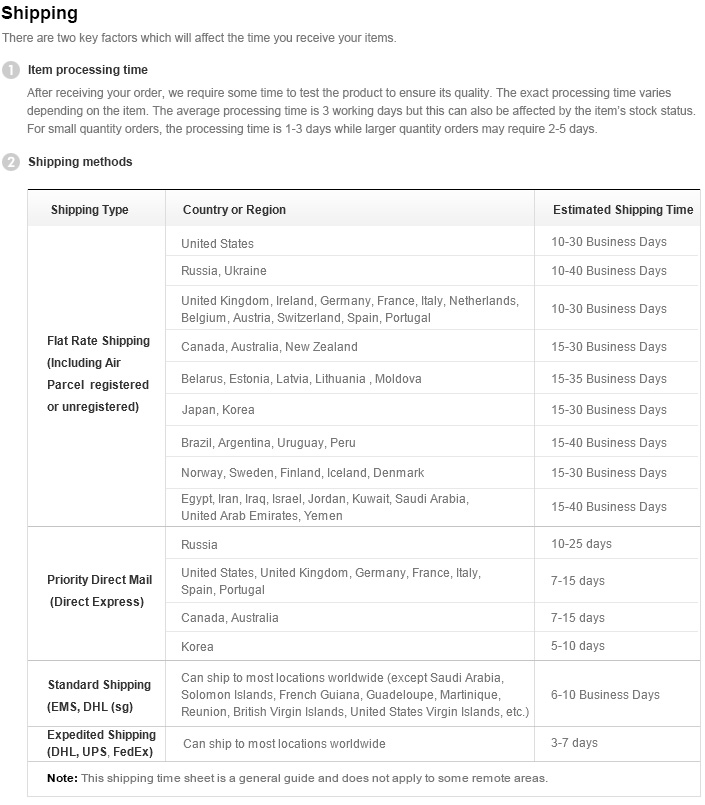 Shipping
There are two key factors which will affect the time you receive your items.
1 Item processing time
After receiving your order, we require some time to test the product to ensure its quality. The exact processing time varies
depending on the item. The average processing time is 3 working days but this can also be affected by the item's stock status.
For small quantity orders, the processing time is 1-3 days while larger quantity orders may require 2-5 days.
2 Shipping methods
Shipping Type Country or Region Estimated Shipping Time
Flat Rate Shipping
(Including Air
Parcel registered
or unregistered)
United States 10-30 Business Days
Russia, Ukraine 10-40 Business Days
United Kingdom, Ireland, Germany, France, Italy, Netherlands,
Belgium, Austria, Switzerland, Spain, Portugal
10-30 Business Days
Canada, Australia, New Zealand 15-30 Business Days
Belarus, Estonia, Latvia, Lithuania , Moldova 15-35 Business Days
Japan, Korea 15-30 Business Days
Brazil, Argentina, Uruguay, Peru 15-40 Business Days
Norway, Sweden, Finland, Iceland, Denmark 15-30 Business Days
Egypt, Iran, Iraq, Israel, Jordan, Kuwait, Saudi Arabia,
United Arab Emirates, Yemen
15-40 Business Days
Priority Direct Mail
(Direct Express)
Russia 10-25 days
United States, United Kingdom, Germany, France, Italy,
Spain, Portugal
7-15 days
Canada, Australia 7-15 days
Korea 5-10 days
Standard Shipping
(EMS, DHL (sg)
Can ship to most locations worldwide (except Saudi Arabia,
Solomon Islands, French Guiana, Guadeloupe, Martinique,
Reunion, British Virgin Islands, United States Virgin Islands, etc.)
6-10 Business Days
Expedited Shipping
(DHL, UPS, FedEx)
Can ship to most locations worldwide 3-7 days
Note: This shipping time sheet is a general guide and does not apply to some remote areas.